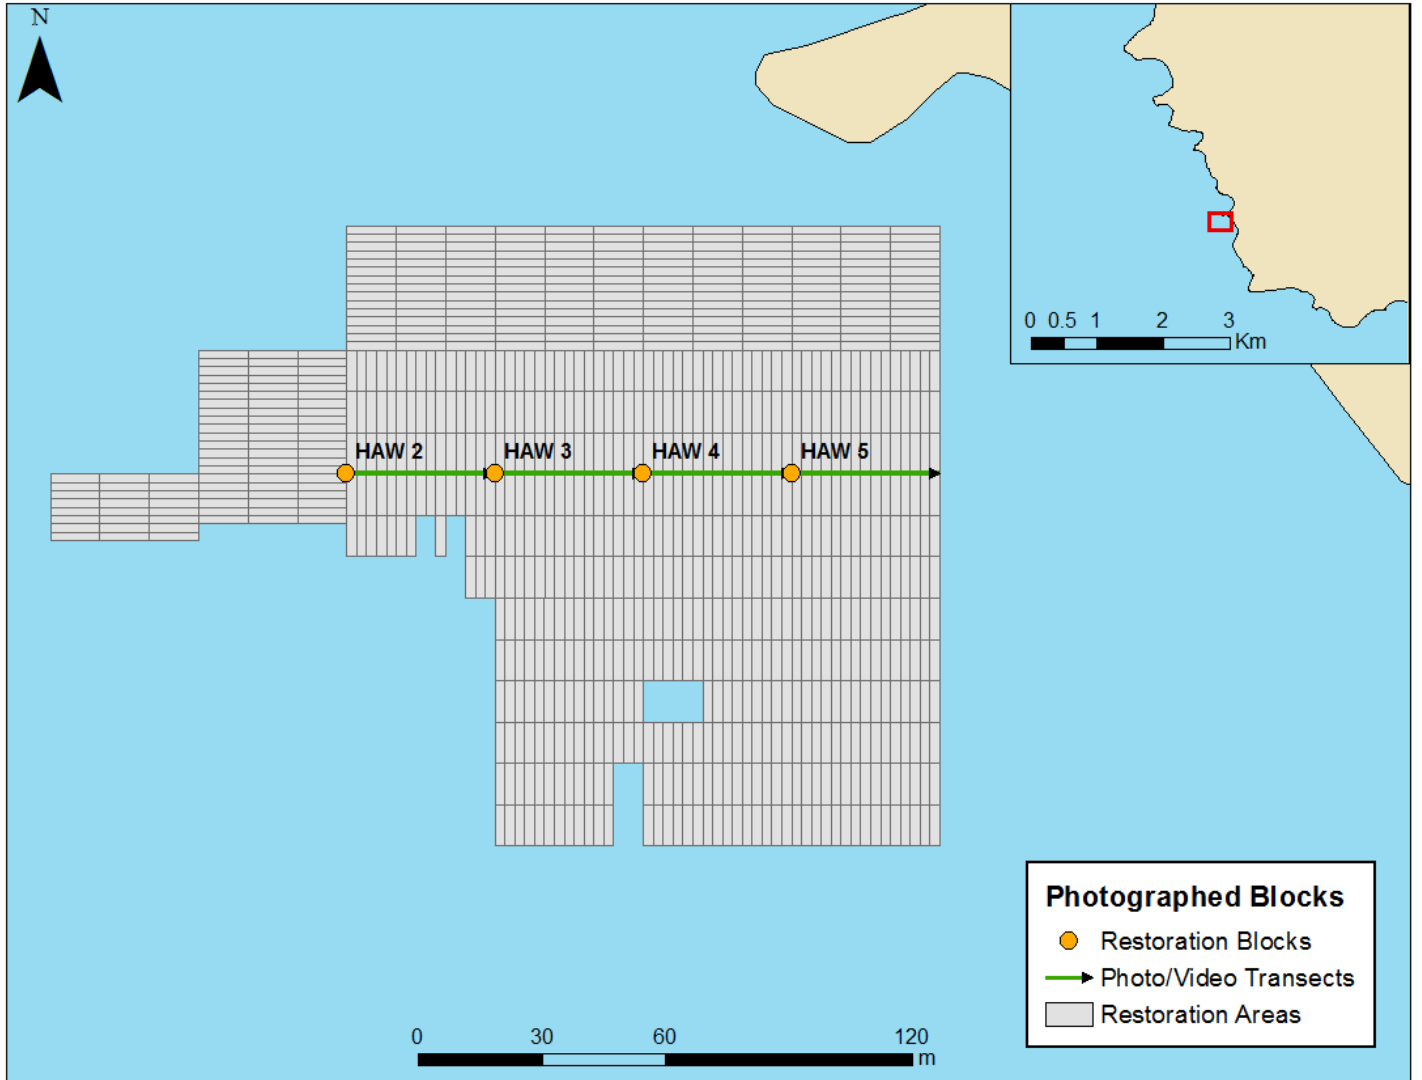 N
0 0.5 1 2 3
Km
HAW 2 HAW 3 HAW 4 HAW 5
Photographed Blocks
Restoration Blocks
Photo/Video Transects
Restoration Areas
0 30 60 120
m